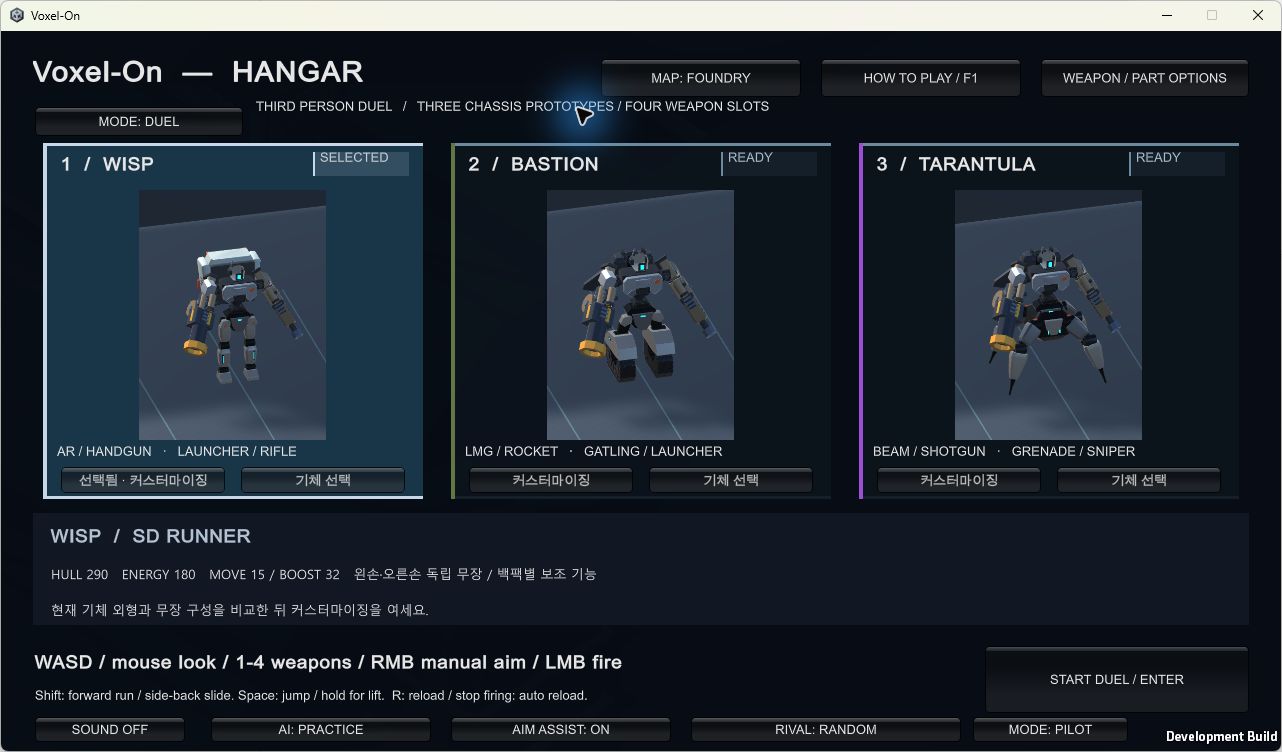 Voxel-On
Voxel-On — HANGAR
MAP: FOUNDRY
HOW TO PLAY / F1
WEAPON / PART OPTIONS
THIRD PERSON DUEL / THREE CHASSIS PROTOTYPES / FOUR WEAPON SLOTS
MODE: DUEL
1 / WISP
SELECTED
AR / HANDGUN · LAUNCHER / RIFLE
선택됨 · 커스터마이징
기체 선택
2 / BASTION
READY
LMG / ROCKET · GATLING / LAUNCHER
커스터마이징
기체 선택
3 / TARANTULA
READY
BEAM / SHOTGUN · GRENADE / SNIPER
커스터마이징
기체 선택
WISP / SD RUNNER
HULL 290 ENERGY 180 MOVE 15 / BOOST 32 왼손·오른손 독립 무장 / 백팩별 보조 기능
현재 기체 외형과 무장 구성을 비교한 뒤 커스터마이징을 여세요.
WASD / mouse look / 1-4 weapons / RMB manual aim / LMB fire
Shift: forward run / side-back slide. Space: jump / hold for lift. R: reload / stop firing: auto reload.
START DUEL / ENTER
SOUND OFF
AI: PRACTICE
AIM ASSIST: ON
RIVAL: RANDOM
MODE: PILOT
Development Build